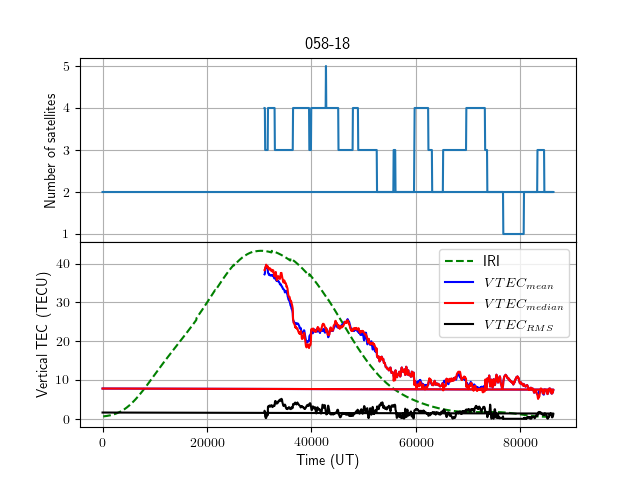 058-18
Number of satellites
5
4
3
2
1
Vertical TEC (TECU)
40
30
20
10
0
IRI
VTEC_mean
VTEC_median
VTEC_RMS
0 20000 40000 60000 80000
Time (UT)